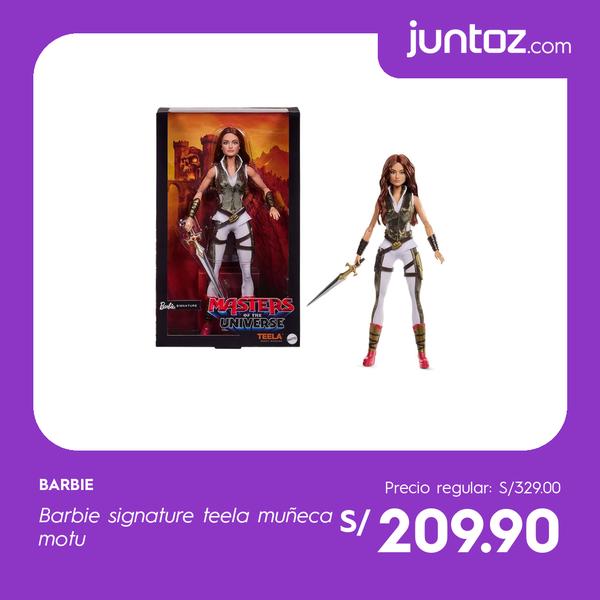 juntoz.com
Barbie SIGNATURE
MASTERS
OF THE
UNIVERSE
TEELA
BARBIE
Precio regular: S/329.00
Barbie signature teela muñeca
motu
S/ 209.90